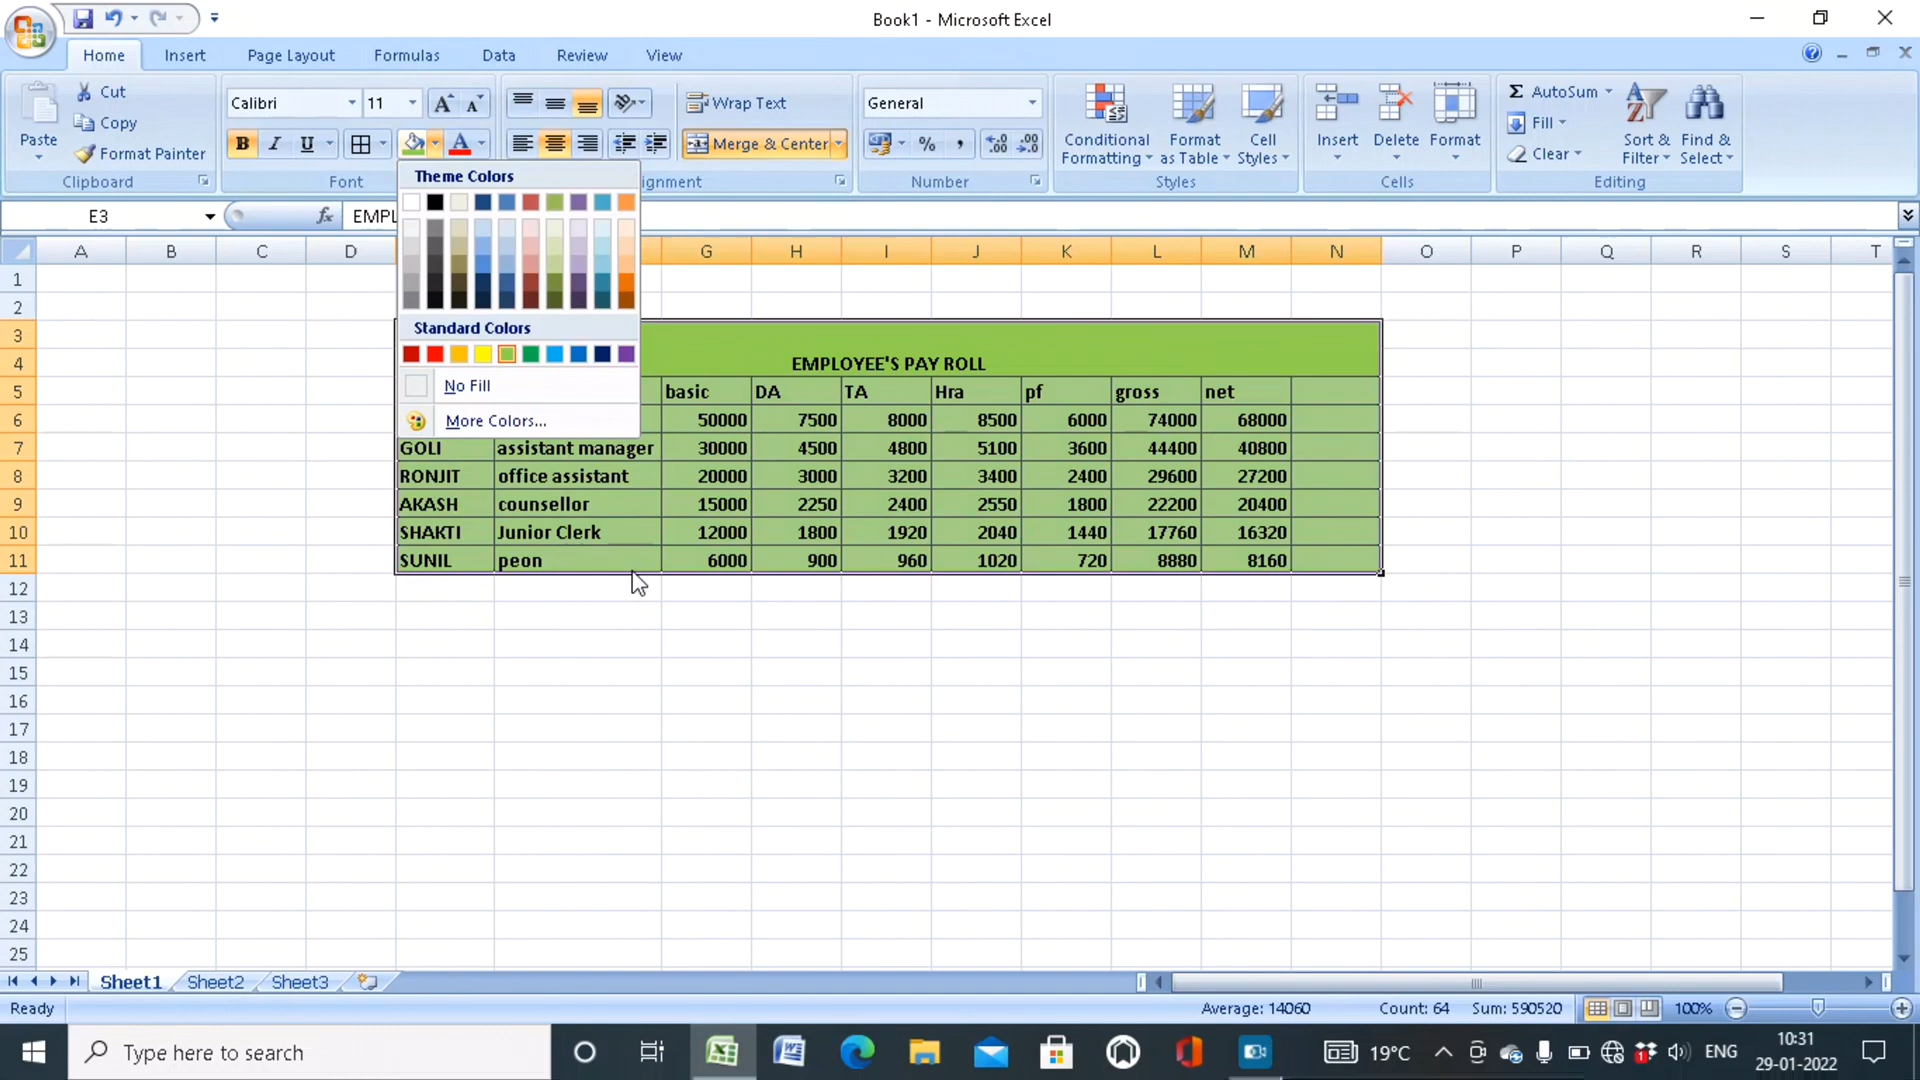 Book1 - Microsoft Excel
Home Insert Page Layout Formulas Data Review View
Paste Cut Copy Format Painter
Clipboard
Calibri 11
B I U A
Font
Wrap Text
Merge & Center
gnment
General
% ,
Number
Conditional Formatting
Format as Table
Cell Styles
Styles
Insert Delete Format
Cells
Σ AutoSum
Fill
Clear
Sort & Filter
Find & Select
Editing
E3 fx EMPL
Theme Colors
Standard Colors
No Fill
More Colors...
A B C D G H I J K L M N O P Q R S T
1
2
3
4 EMPLOYEE'S PAY ROLL
5 basic DA TA Hra pf gross net
6 50000 7500 8000 8500 6000 74000 68000
7 GOLI assistant manager 30000 4500 4800 5100 3600 44400 40800
8 RONJIT office assistant 20000 3000 3200 3400 2400 29600 27200
9 AKASH counsellor 15000 2250 2400 2550 1800 22200 20400
10 SHAKTI Junior Clerk 12000 1800 1920 2040 1440 17760 16320
11 SUNIL peon 6000 900 960 1020 720 8880 8160
12
13
14
15
16
17
18
19
20
21
22
23
24
25
Sheet1 Sheet2 Sheet3
Ready Average: 14060 Count: 64 Sum: 590520 100%
Type here to search 19°C ENG 10:31
29-01-2022